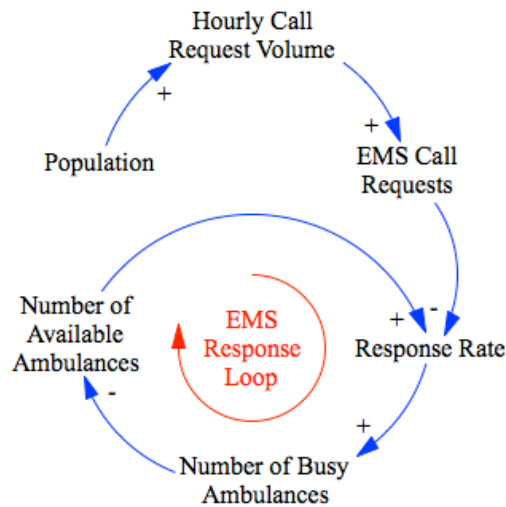 Hourly Call
Request Volume
+
+
Population
EMS Call
Requests
Number of
Available
Ambulances
EMS
Response
Loop
+
-
Response Rate
-
+
Number of Busy
Ambulances